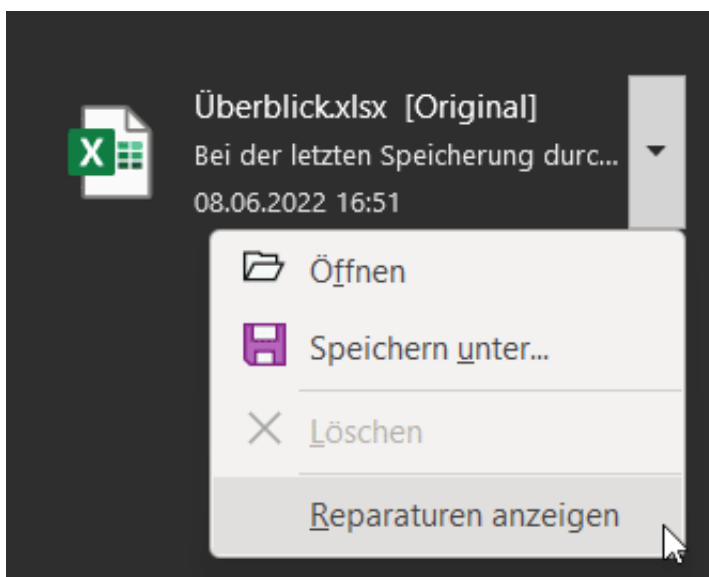 Überblick.xlsx [Original]
Bei der letzten Speicherung durc...
08.06.2022 16:51
Öffnen
Speichern unter...
Löschen
Reparaturen anzeigen